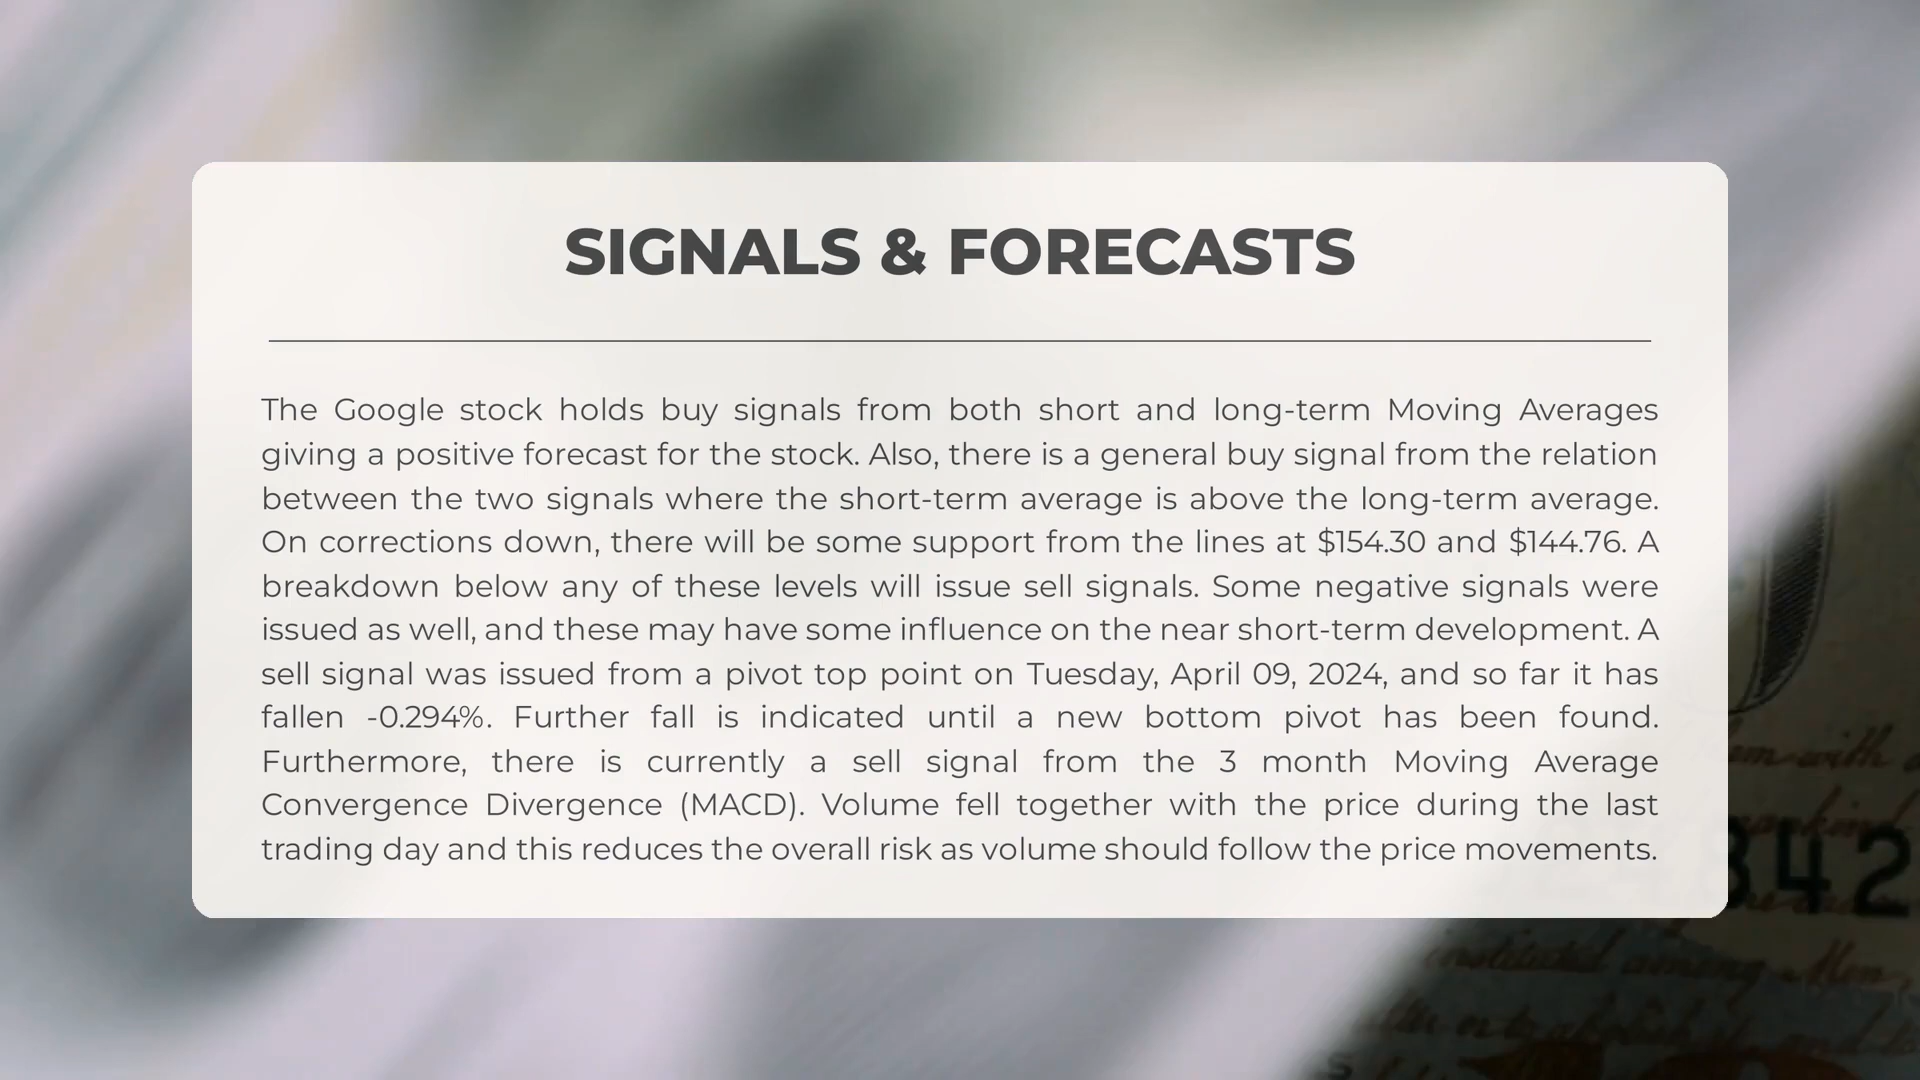 SIGNALS & FORECASTS
The Google stock holds buy signals from both short and long-term Moving Averages
giving a positive forecast for the stock. Also, there is a general buy signal from the relation
between the two signals where the short-term average is above the long-term average.
On corrections down, there will be some support from the lines at $154.30 and $144.76. A
breakdown below any of these levels will issue sell signals. Some negative signals were
issued as well, and these may have some influence on the near short-term development. A
sell signal was issued from a pivot top point on Tuesday, April 09, 2024, and so far it has
fallen -0.294%. Further fall is indicated until a new bottom pivot has been found.
Furthermore, there is currently a sell signal from the 3 month Moving Average
Convergence Divergence (MACD). Volume fell together with the price during the last
trading day and this reduces the overall risk as volume should follow the price movements.
with
342
instituted among Men